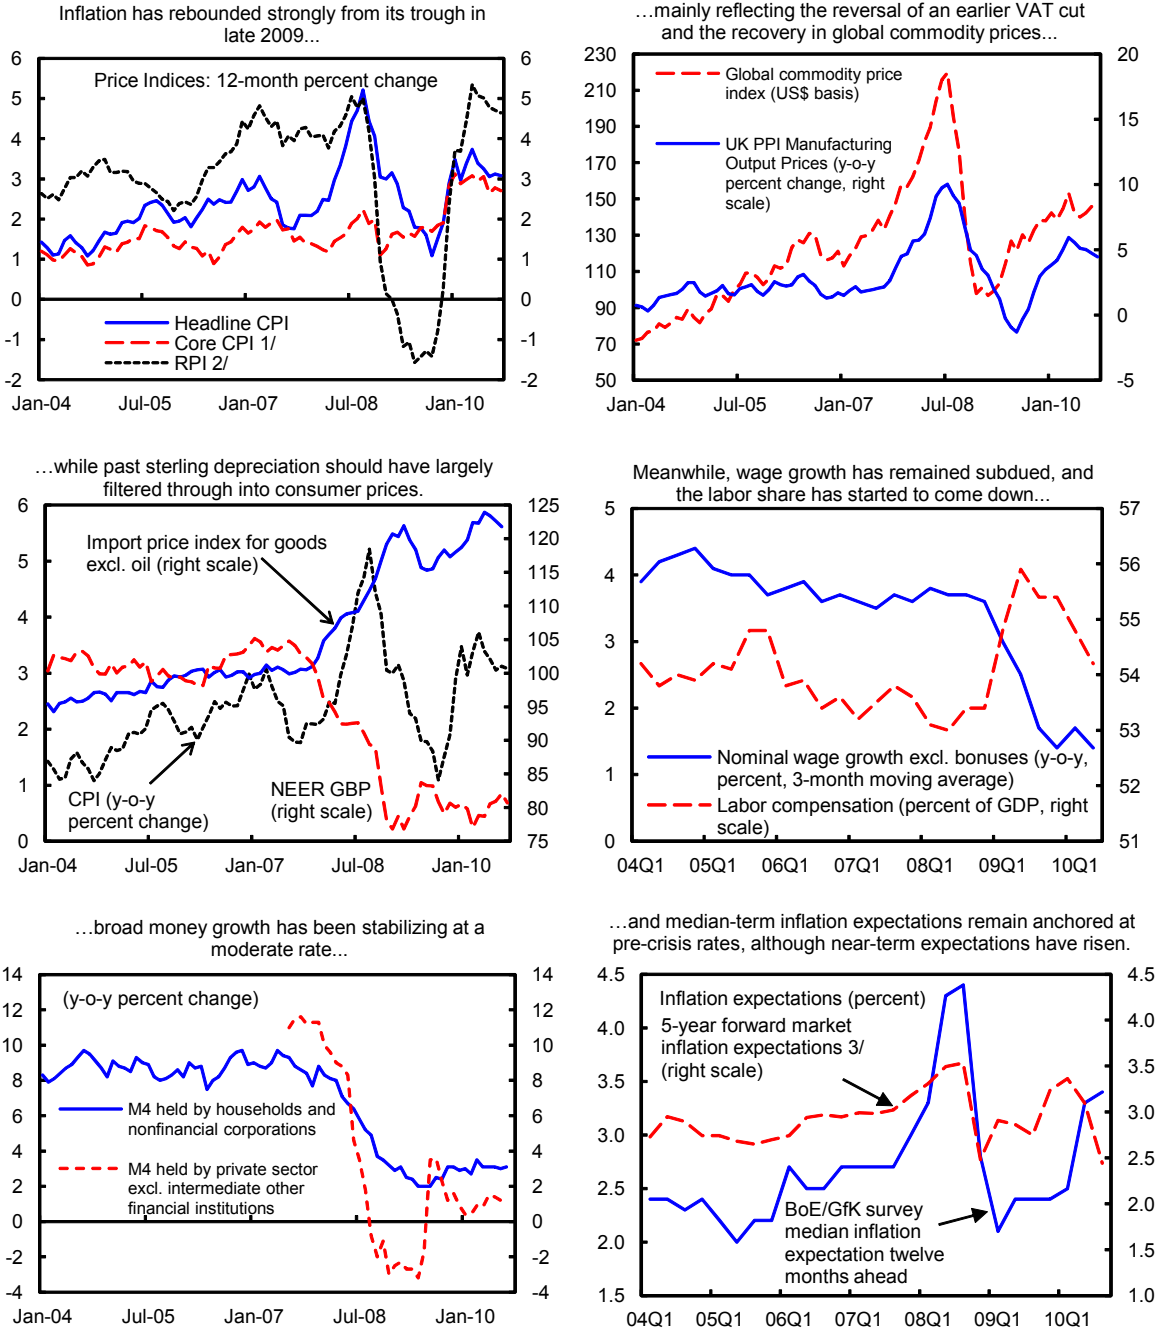 Inflation has rebounded strongly from its trough in
late 2009...
6
5
4
3
2
1
0
-1
-2
Price Indices: 12-month percent change
Headline CPI
Core CPI 1/
RPI 2/
6
5
4
3
2
1
0
-1
-2
Jan-04 Jul-05 Jan-07 Jul-08 Jan-10
…mainly reflecting the reversal of an earlier VAT cut
and the recovery in global commodity prices...
230
210
190
170
150
130
110
90
70
50
Global commodity price
index (US$ basis)
UK PPI Manufacturing
Output Prices (y-o-y
percent change, right
scale)
20
15
10
5
0
-5
Jan-04 Jul-05 Jan-07 Jul-08 Jan-10
…while past sterling depreciation should have largely
filtered through into consumer prices.
6
5
4
3
2
1
0
Import price index for goods
excl. oil (right scale)
CPI (y-o-y
percent change)
NEER GBP
(right scale)
125
120
115
110
105
100
95
90
85
80
75
Jan-04 Jul-05 Jan-07 Jul-08 Jan-10
Meanwhile, wage growth has remained subdued, and
the labor share has started to come down...
5
4
3
2
1
0
Nominal wage growth excl. bonuses (y-o-y,
percent, 3-month moving average)
Labor compensation (percent of GDP, right
scale)
57
56
55
54
53
52
51
04Q1 05Q1 06Q1 07Q1 08Q1 09Q1 10Q1
…broad money growth has been stabilizing at a
moderate rate...
14
12
10
8
6
4
2
0
-2
-4
(y-o-y percent change)
M4 held by households and
nonfinancial corporations
M4 held by private sector
excl. intermediate other
financial institutions
14
12
10
8
6
4
2
0
-2
-4
Jan-04 Jul-05 Jan-07 Jul-08 Jan-10
…and median-term inflation expectations remain anchored at
pre-crisis rates, although near-term expectations have risen.
4.5
4.0
3.5
3.0
2.5
2.0
1.5
Inflation expectations (percent)
5-year forward market
inflation expectations 3/
(right scale)
BoE/GfK survey
median inflation
expectation twelve
months ahead
4.5
4.0
3.5
3.0
2.5
2.0
1.5
1.0
04Q1 05Q1 06Q1 07Q1 08Q1 09Q1 10Q1